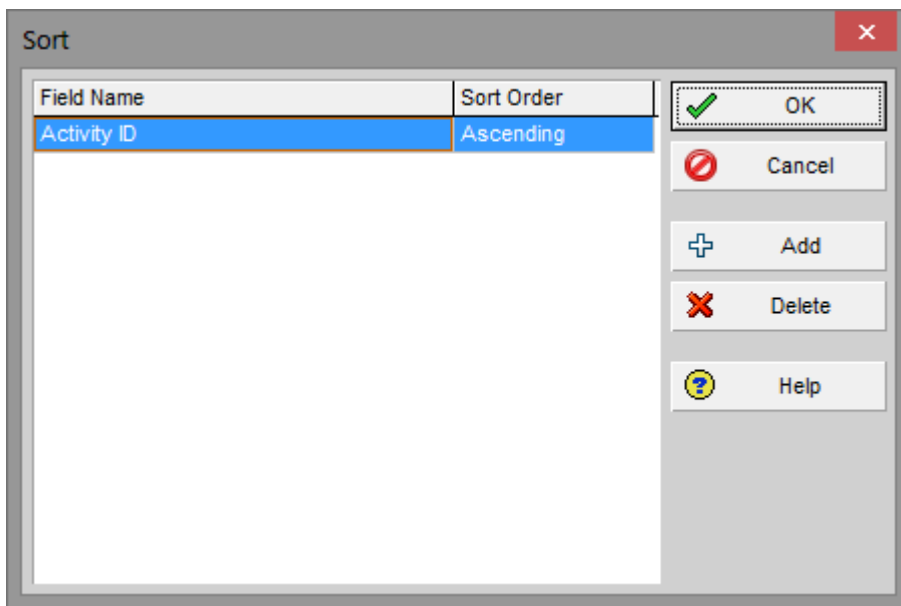 Sort
Field Name Sort Order
Activity ID Ascending
OK
Cancel
Add
Delete
Help